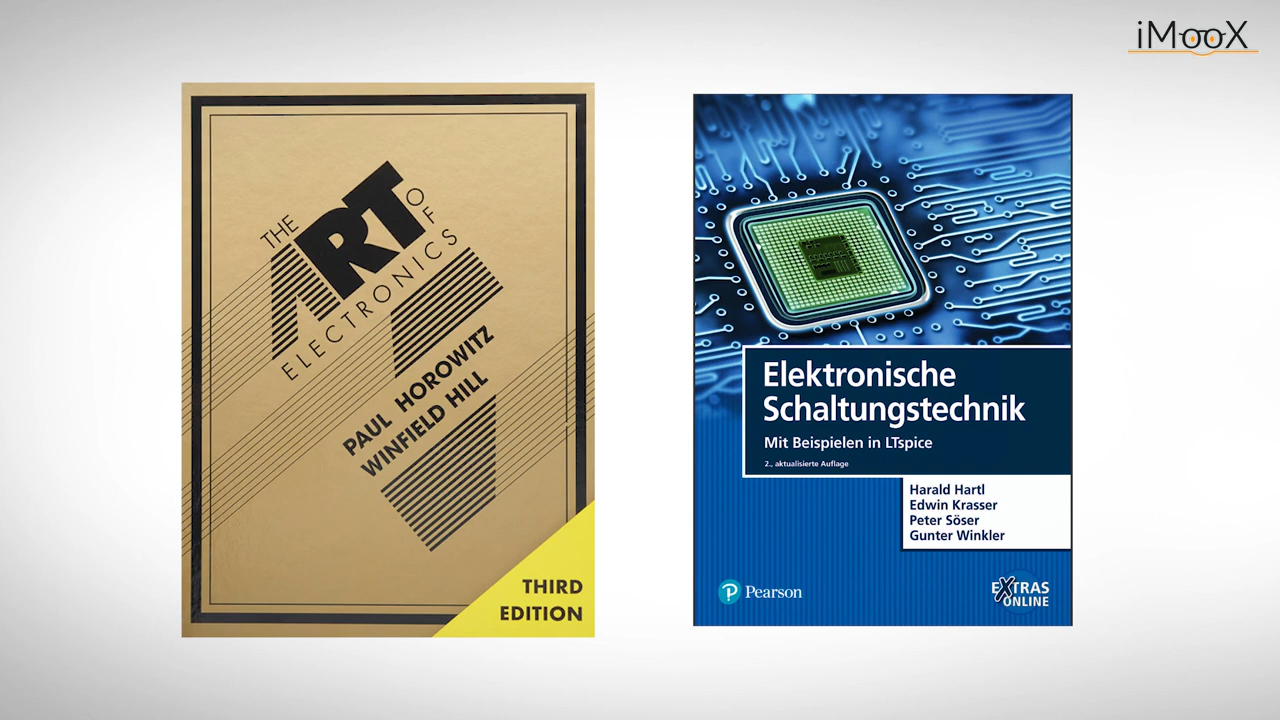 iMooX
THE
ART OF
ELECTRONICS
PAUL HOROWITZ
WINFIELD HILL
THIRD
EDITION
Elektronische
Schaltungstechnik
Mit Beispielen in LTspice
2., aktualisierte Auflage
Harald Hartl
Edwin Krasser
Peter Söser
Gunter Winkler
Pearson
EXTRAS
ONLINE